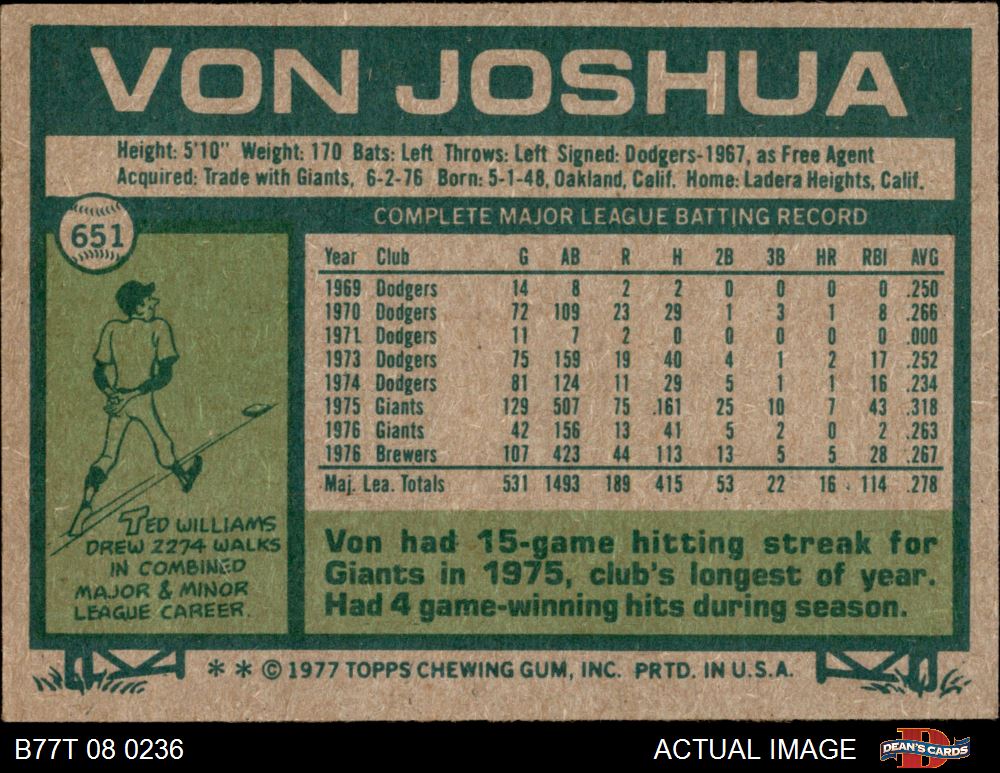 VON JOSHUA
Height: 5'10" Weight: 170 Bats: Left Throws: Left Signed: Dodgers-1967, as Free Agent
Acquired: Trade with Giants, 6-2-76 Born: 5-1-48, Oakland, Calif. Home: Ladera Heights, Calif.
651
COMPLETE MAJOR LEAGUE BATTING RECORD
Year Club G AB R H 2B 3B HR RBI AVG
1969 Dodgers 14 8 2 2 0 0 0 0 .250
1970 Dodgers 72 109 23 29 1 3 1 8 .266
1971 Dodgers 11 7 2 0 0 0 0 0 .000
1973 Dodgers 75 159 19 40 4 1 2 17 .252
1974 Dodgers 81 124 11 29 5 1 1 16 .234
1975 Giants 129 507 75 .161 25 10 7 43 .318
1976 Giants 42 156 13 41 5 2 0 2 .263
1976 Brewers 107 423 44 113 13 5 5 28 .267
Maj. Lea. Totals 531 1493 189 415 53 22 16 114 .278
TED WILLIAMS
DREW 2274 WALKS
IN COMBINED
MAJOR & MINOR
LEAGUE CAREER.
Von had 15-game hitting streak for
Giants in 1975, club's longest of year.
Had 4 game-winning hits during season.
** © 1977 TOPPS CHEWING GUM, INC. PRTD. IN U.S.A.
B77T 08 0236
ACTUAL IMAGE
DEAN'S CARDS